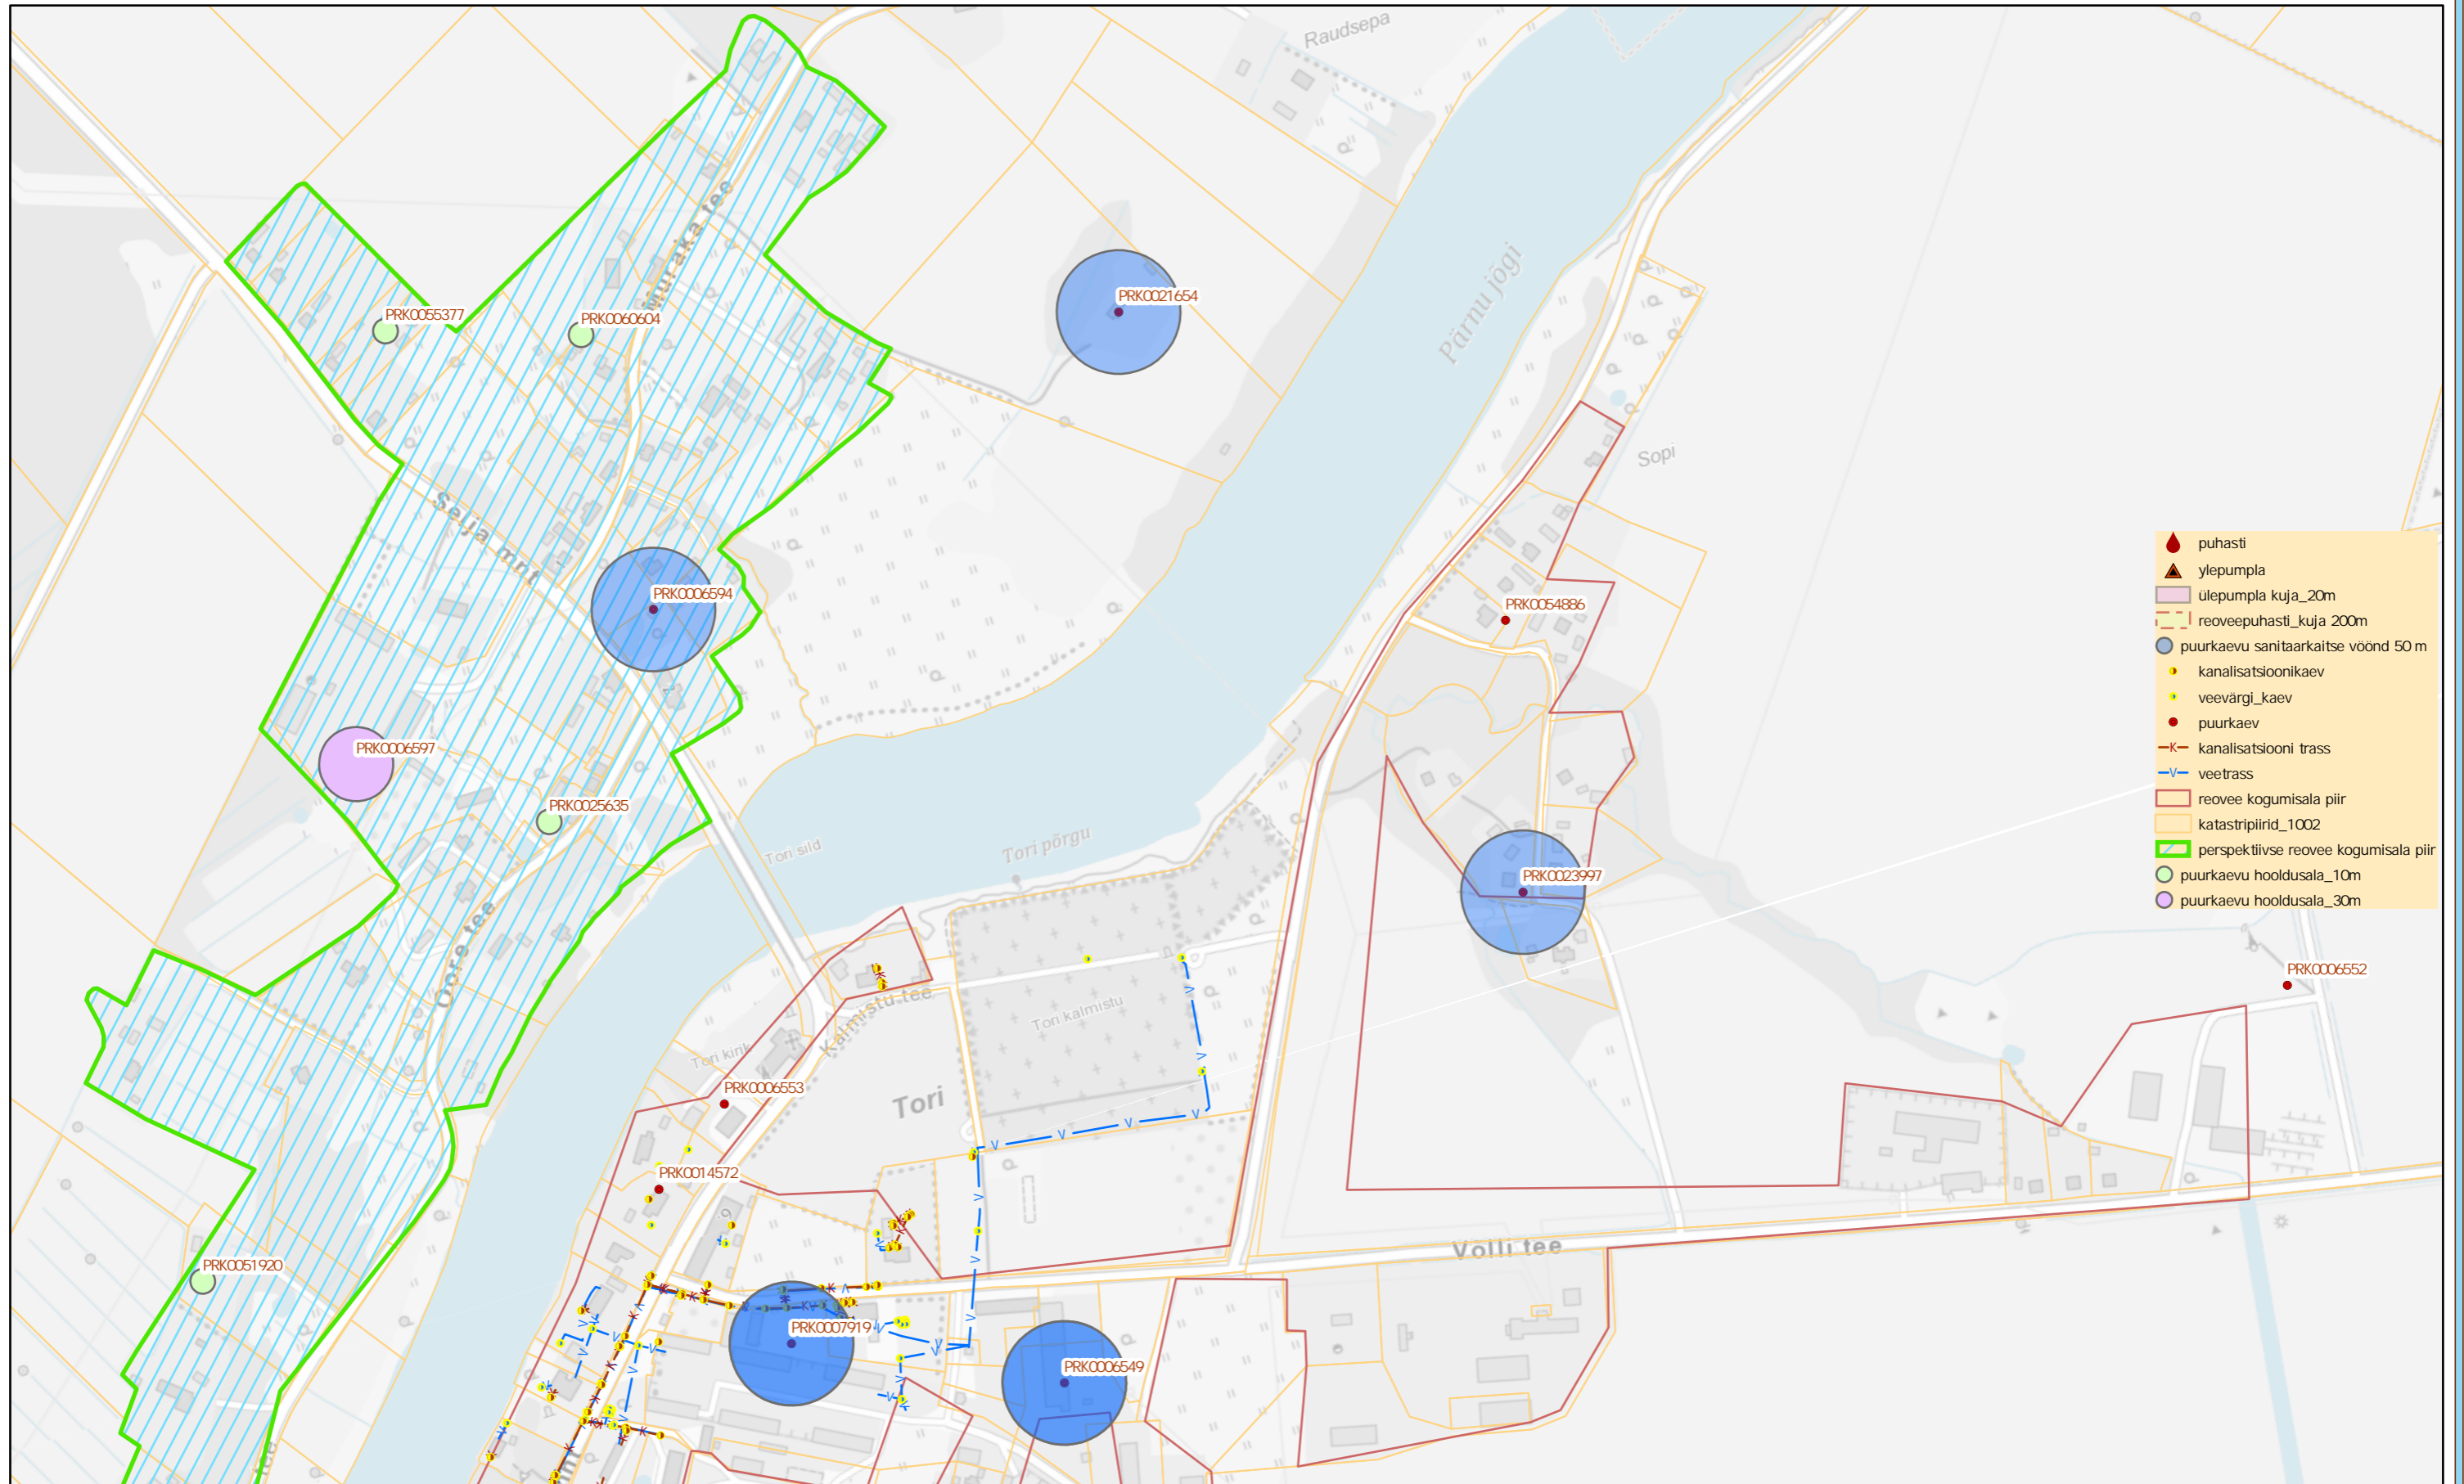 Raudsepa
Muraka tee
PRK0021654
PRK0055377
PRK0060604
Pärnu jõgi
Sopi
Selja mnt
PRK0006594
PRK0054886
PRK0006597
PRK0025635
Tori sild
Tori põrgu
PRK0023997
Oore tee
Kalmistu tee
Tori kalmistu
PRK0006552
Tori kirik
PRK0006553
Tori
PRK0014572
Võlli tee
PRK0051920
PRK0007919
PRK0006549
tee
mnt
puhasti
ylepumpla
ülepumpla kuja_20m
reoveepuhasti_kuja 200m
puurkaevu sanitaarkaitse vöönd 50 m
kanalisatsioonikaev
veevärgi_kaev
puurkaev
K kanalisatsiooni trass
V veetrass
reovee kogumisala piir
katastripiirid_1002
perspektiivse reovee kogumisala piir
puurkaevu hooldusala_10m
puurkaevu hooldusala_30m